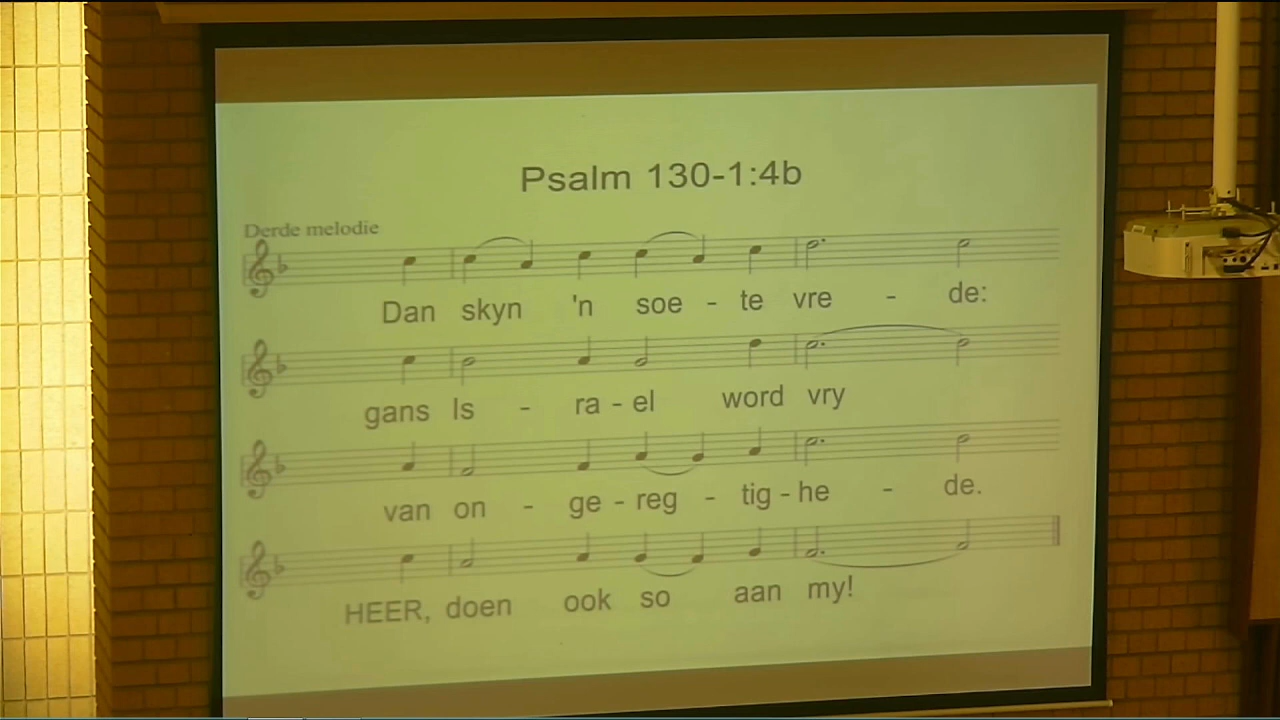 Psalm 130-1:4b
Derde melodie
Dan skyn 'n soe - te vre - de:
gans Is - ra - el word vry
van on - ge - reg - tig - he - de.
HEER, doen ook so aan my!